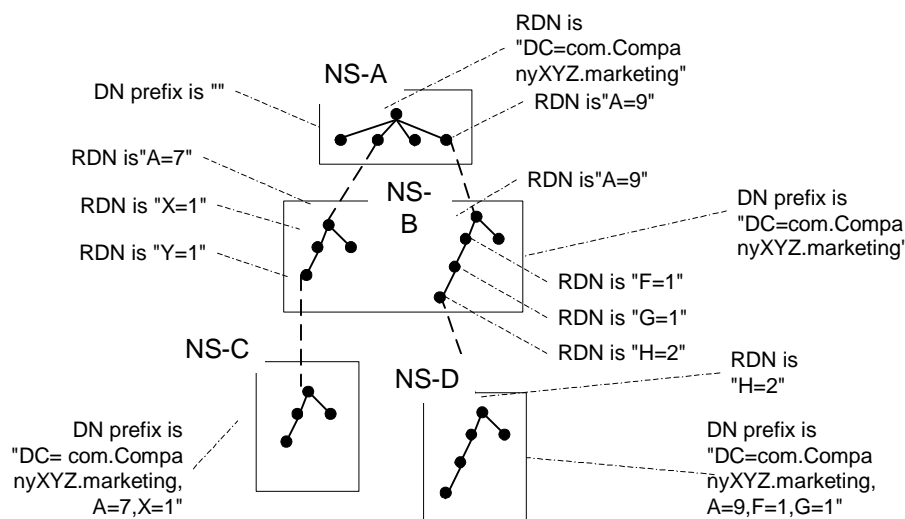 RDN is
"DC=com.Compa
nyXYZ.marketing"
NS-A
DN prefix is ""
RDN is"A=9"
RDN is"A=7"
NS-
B
RDN is"A=9"
RDN is "X=1"
DN prefix is
"DC=com.Compa
nyXYZ.marketing"
RDN is "Y=1"
RDN is "F=1"
RDN is "G=1"
RDN is "H=2"
NS-C
NS-D
RDN is
"H=2"
DN prefix is
"DC= com.Compa
nyXYZ.marketing,
A=7,X=1"
DN prefix is
"DC=com.Compa
nyXYZ.marketing,
A=9,F=1,G=1"